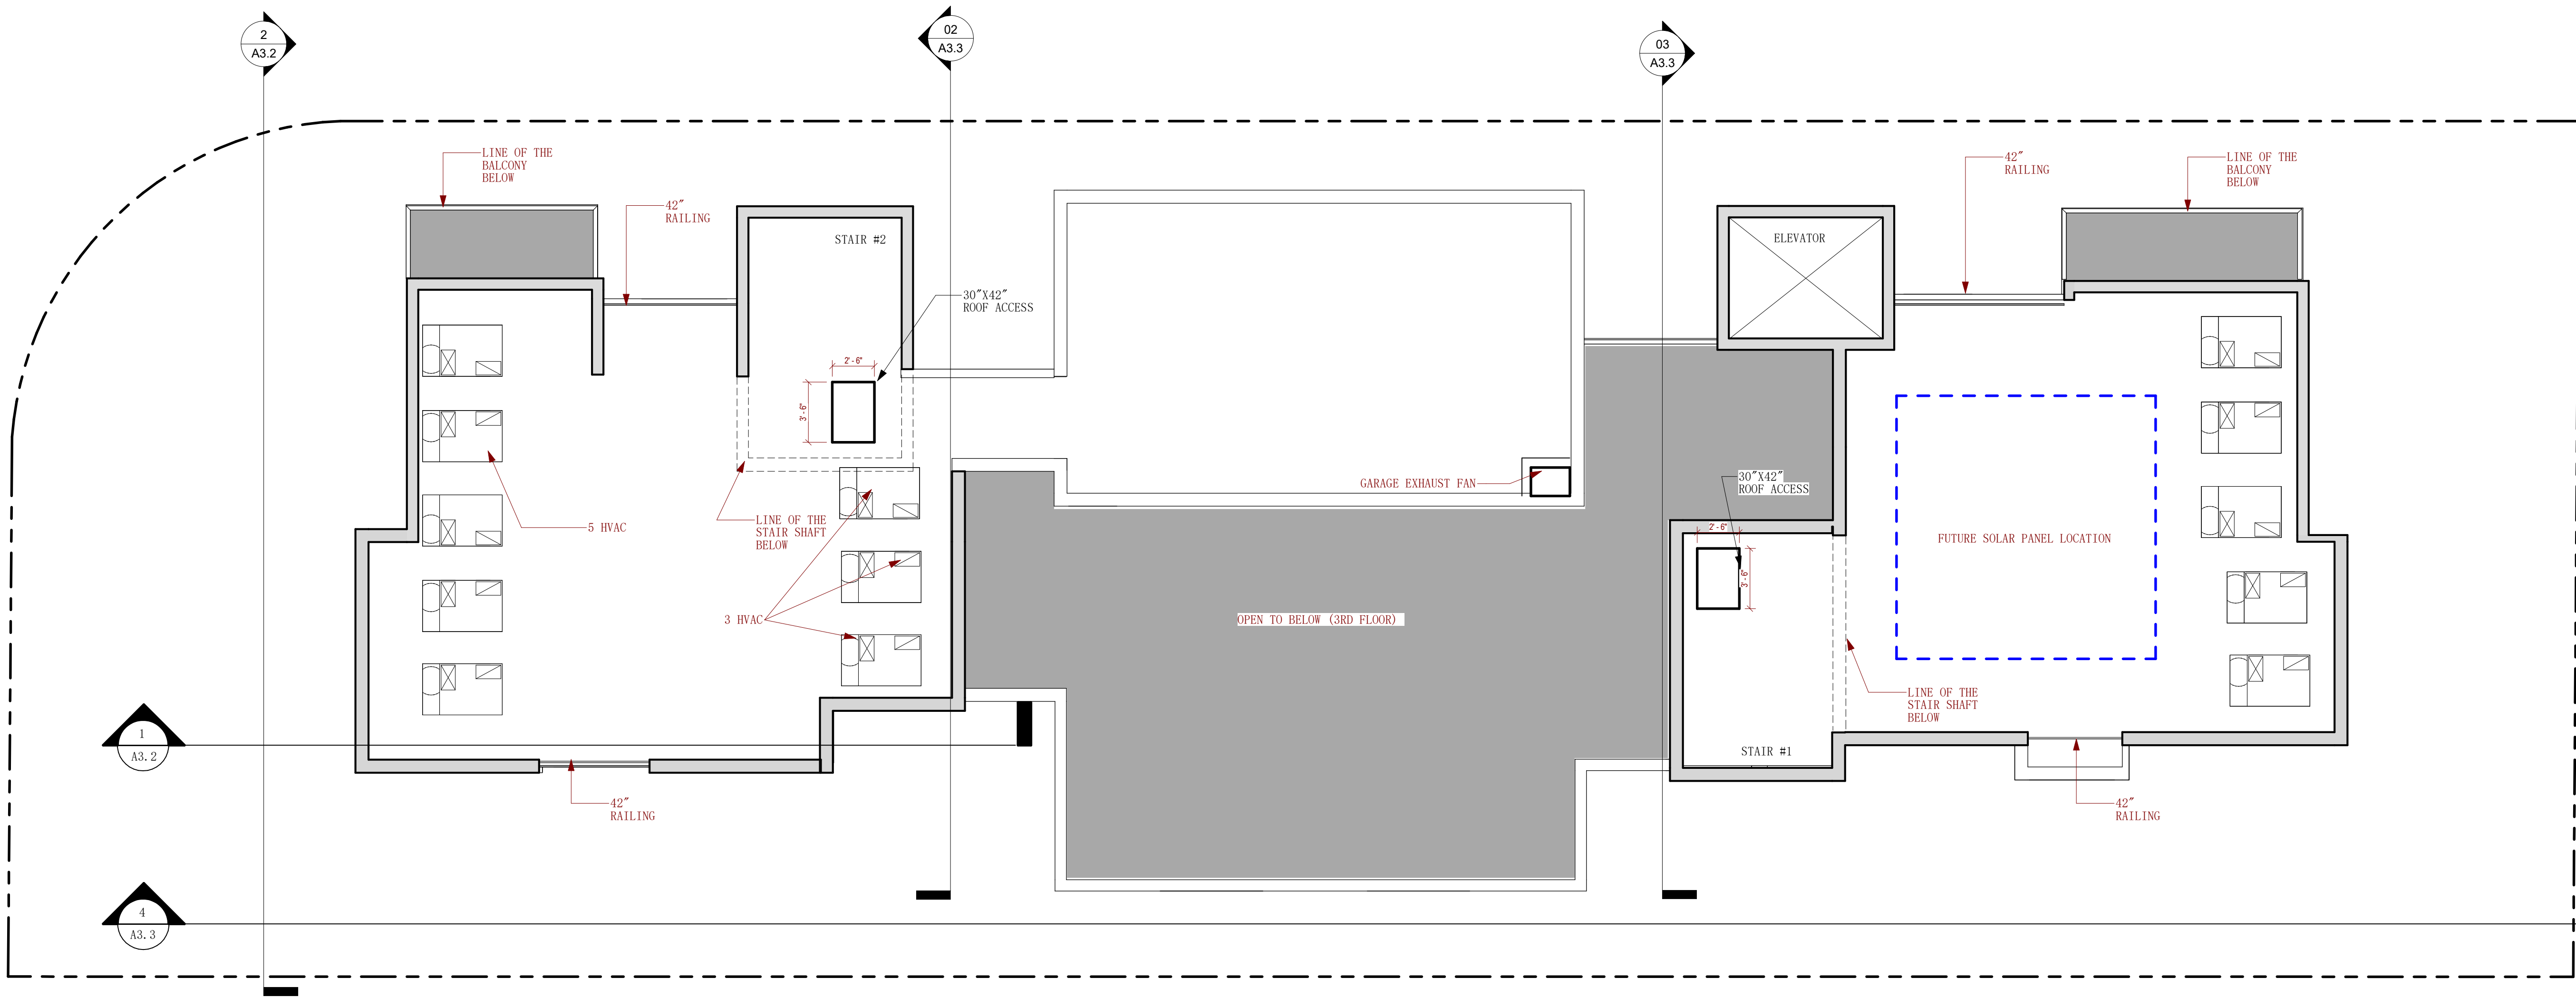 2
A3.2
02
A3.3
03
A3.3
LINE OF THE
BALCONY
BELOW
42"
RAILING
STAIR #2
30"X42"
ROOF ACCESS
2'-6"
3'-6"
ELEVATOR
42"
RAILING
LINE OF THE
BALCONY
BELOW
5 HVAC
LINE OF THE
STAIR SHAFT
BELOW
3 HVAC
GARAGE EXHAUST FAN
OPEN TO BELOW (3RD FLOOR)
30"X42"
ROOF ACCESS
2'-6"
3'-6"
FUTURE SOLAR PANEL LOCATION
LINE OF THE
STAIR SHAFT
BELOW
STAIR #1
1
A3.2
42"
RAILING
42"
RAILING
4
A3.3